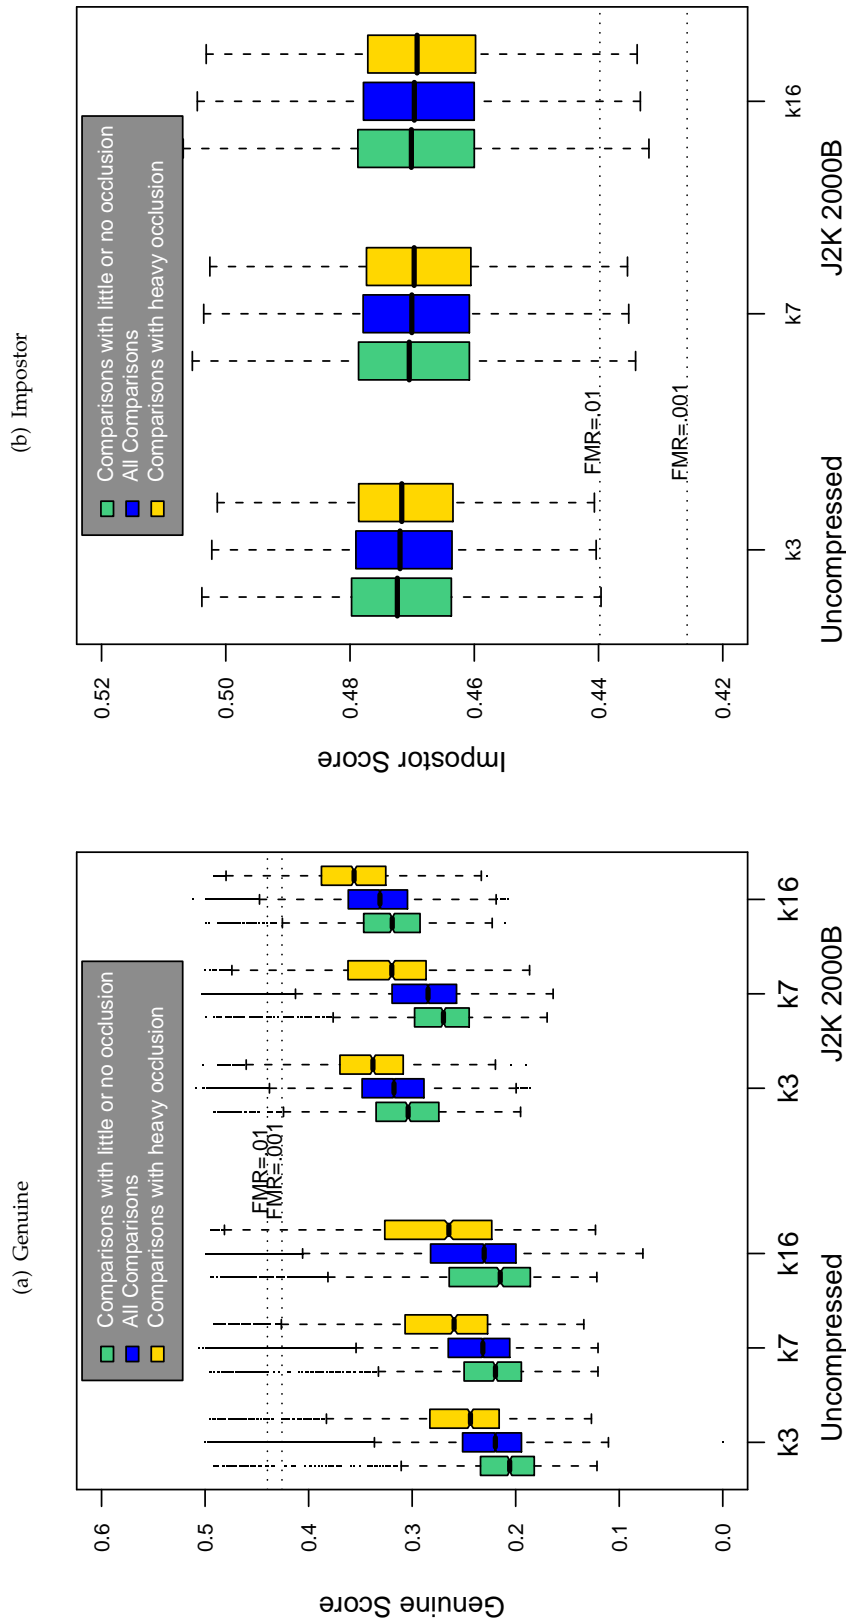 (a) Genuine
Genuine Score
0.6
0.5
0.4
0.3
0.2
0.1
0.0
Comparisons with little or no occlusion
All Comparisons
Comparisons with heavy occlusion
FMR=.01
FMR=.001
k3
k7
k16
k3
k7
k16
Uncompressed
J2K 2000B
(b) Impostor
Impostor Score
0.52
0.50
0.48
0.46
0.44
0.42
Comparisons with little or no occlusion
All Comparisons
Comparisons with heavy occlusion
FMR=.01
FMR=.001
k3
k7
k16
Uncompressed
J2K 2000B